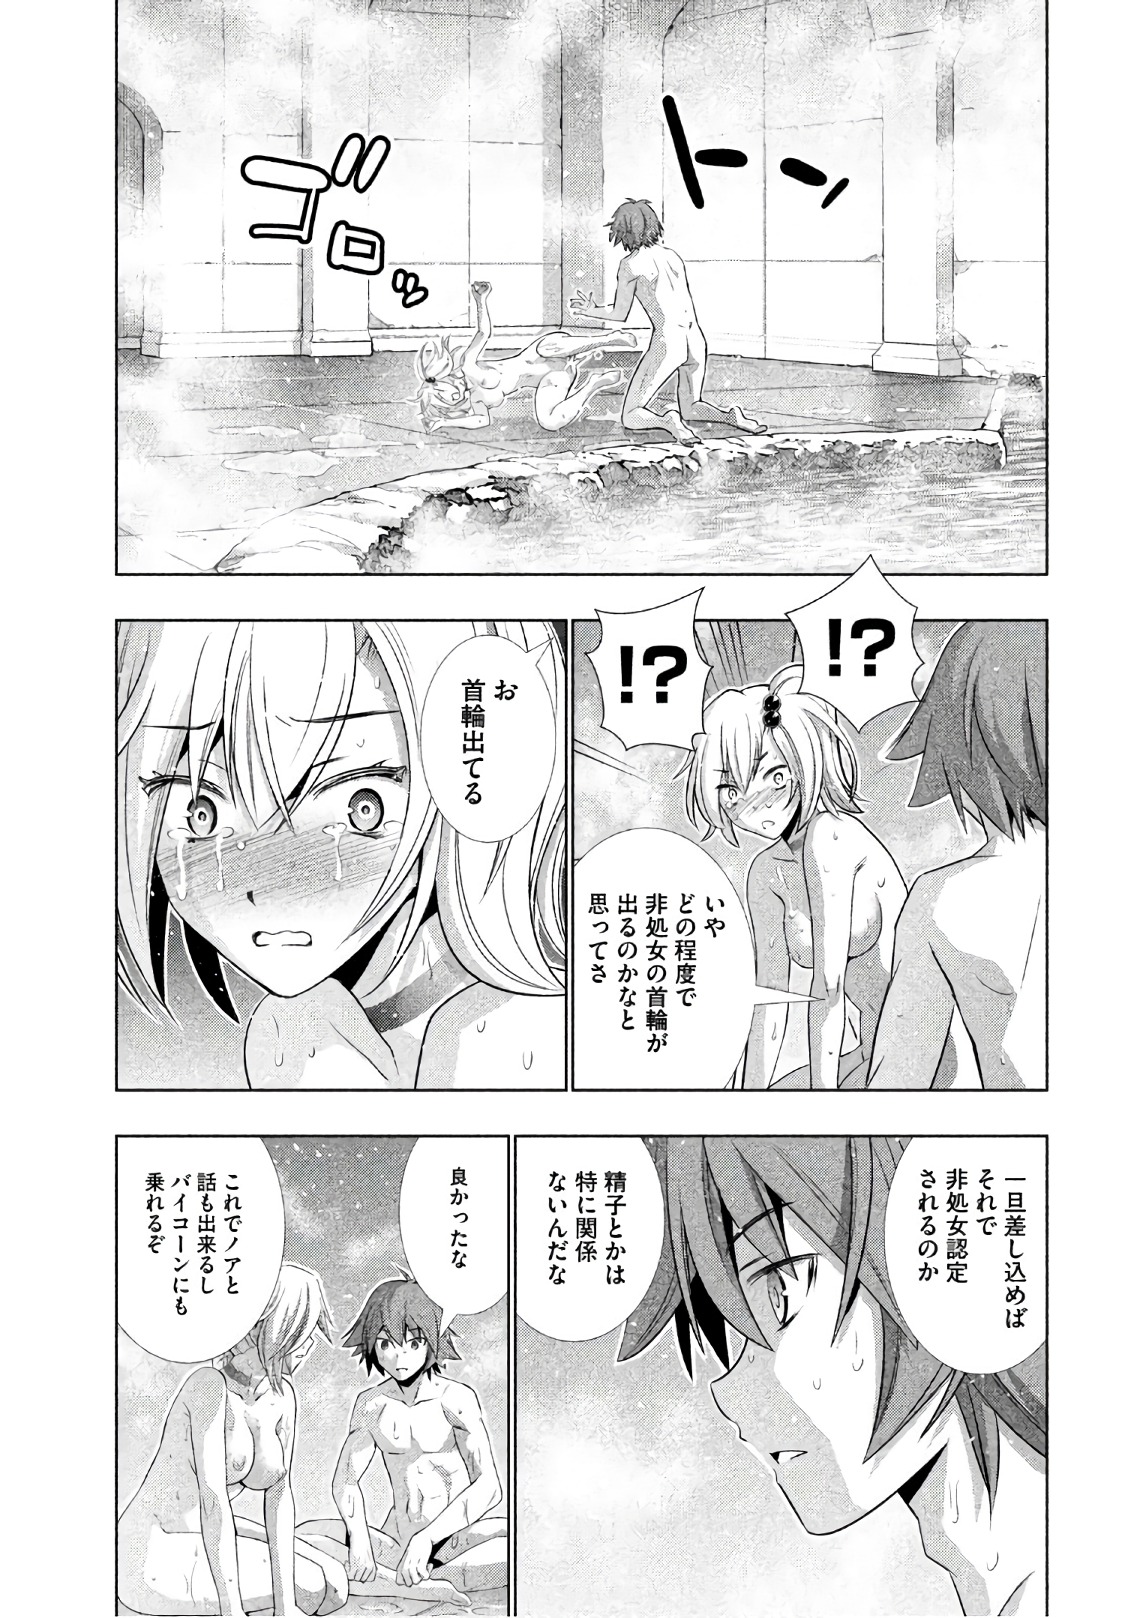 トン
ゴロッ
!?
!?
いや
どの程度で
非処女の首輪が
出るのかなと
思ってさ
お
首輪出てる
一旦差し込めば
それで
非処女認定
されるのか
精子とかは
特に関係
ないんだな
良かったな
これでノアと
話も出来るし
バイコーンにも
乗れるぞ